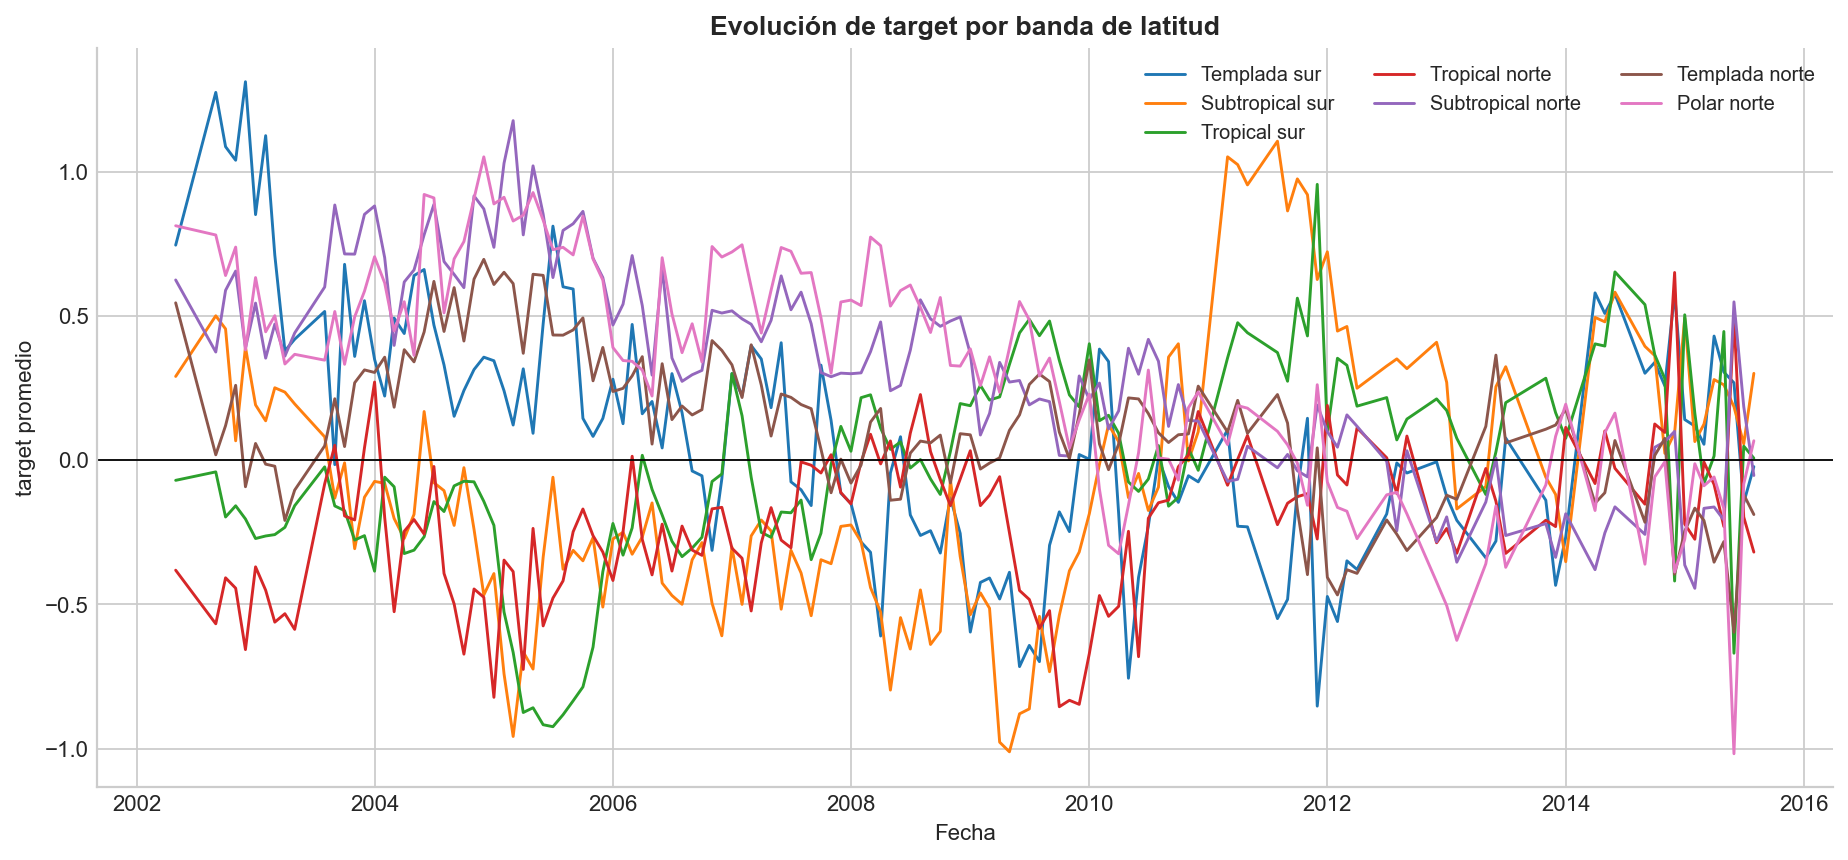 Evolución de target por banda de latitud
Templada sur
Subtropical sur
Tropical sur
Tropical norte
Subtropical norte
Templada norte
Polar norte
target promedio
1.0
0.5
0.0
−0.5
−1.0
2002
2004
2006
2008
2010
2012
2014
2016
Fecha